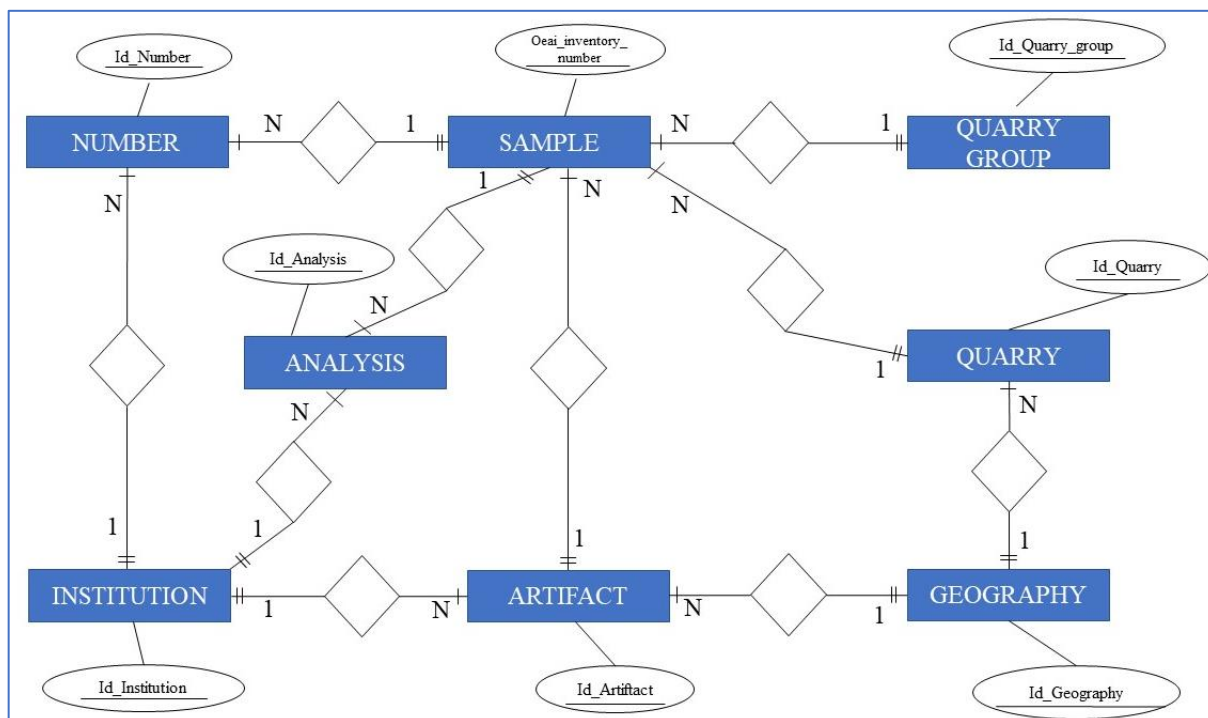 Id_Number
Oeai_inventory_
number
Id_Quarry_group
NUMBER
N
1
SAMPLE
N
1
QUARRY
GROUP
N
1
N
N
Id_Analysis
Id_Quarry
N
ANALYSIS
1
QUARRY
N
N
1
1
1
1
INSTITUTION
1
N
ARTIFACT
N
1
GEOGRAPHY
Id_Institution
Id_Artiftact
Id_Geography